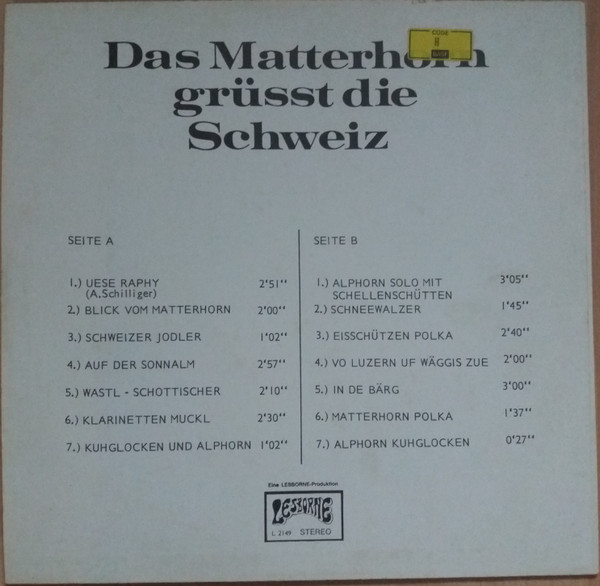 CODE
Das Matterhorn
grüsst die
Schweiz
SEITE A
1.) UESE RAPHY 2'51''
(A.Schilliger)
2.) BLICK VOM MATTERHORN 2'00''
3.) SCHWEIZER JODLER 1'02''
4.) AUF DER SONNALM 2'57''
5.) WASTL - SCHOTTISCHER 2'10''
6.) KLARINETTEN MUCKL 2'30''
7.) KUHGLOCKEN UND ALPHORN 1'02''
SEITE B
1.) ALPHORN SOLO MIT 3'05''
SCHELLENSCHÜTTEN
2.) SCHNEEWALZER 1'45''
3.) EISSCHÜTZEN POLKA 2'40''
4.) VO LUZERN UF WÄGGIS ZUE 2'00''
5.) IN DE BÄRG 3'00''
6.) MATTERHORN POLKA 1'37''
7.) ALPHORN KUHGLOCKEN 0'27''
Eine LESBORNE-Produktion
LESBORNE
L 2149 STEREO